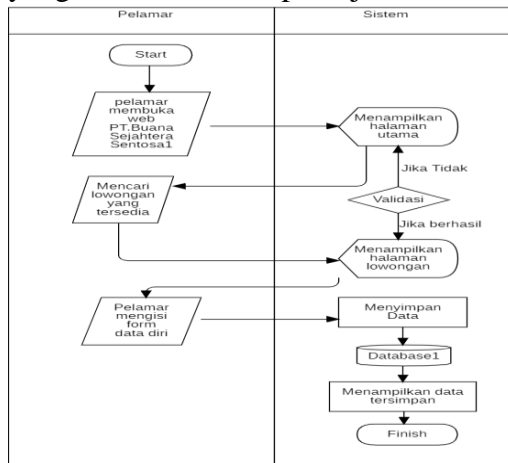 Pelamar
Sistem
Start
pelamar
membuka
web
PT.Buana
Sejahtera
Sentosa1
Menampilkan
halaman
utama
Jika Tidak
Mencari
lowongan
yang
tersedia
Validasi
Jika berhasil
Menampilkan
halaman
lowongan
Pelamar
mengisi
form
data diri
Menyimpan
Data
Database1
Menampilkan data
tersimpan
Finish